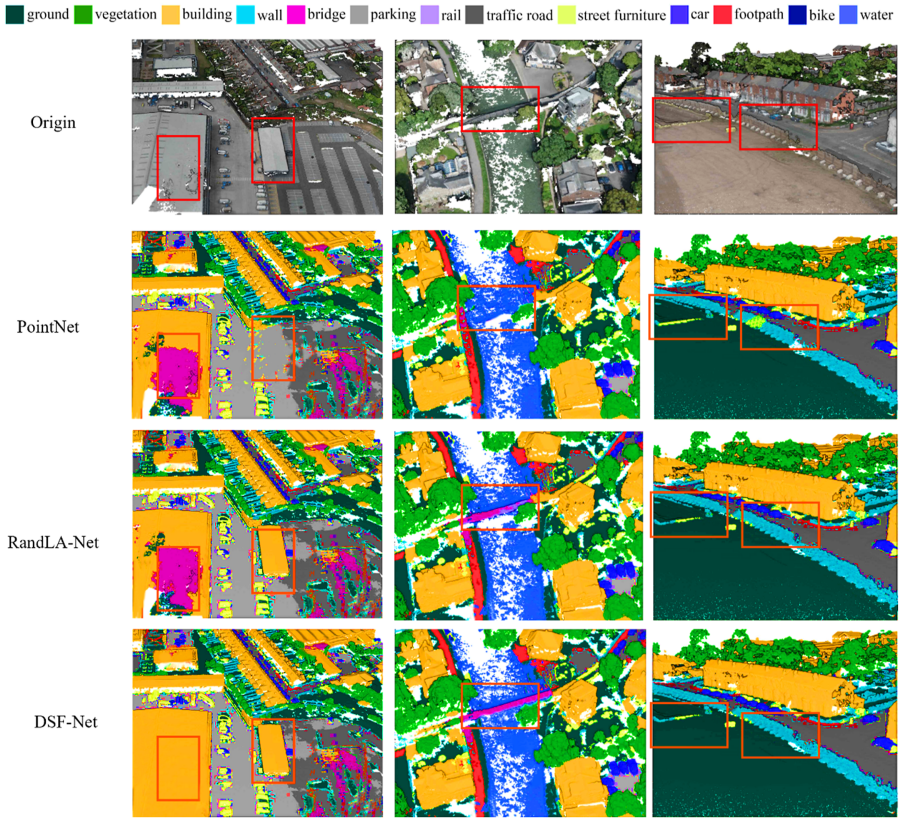 ground vegetation building wall bridge parking rail traffic road street furniture car footpath bike water
Origin
PointNet
RandLA-Net
DSF-Net